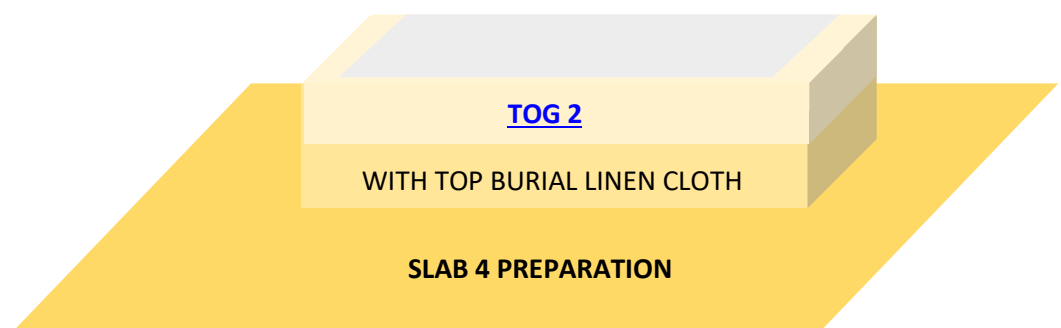 TOG 2
WITH TOP BURIAL LINEN CLOTH
SLAB 4 PREPARATION